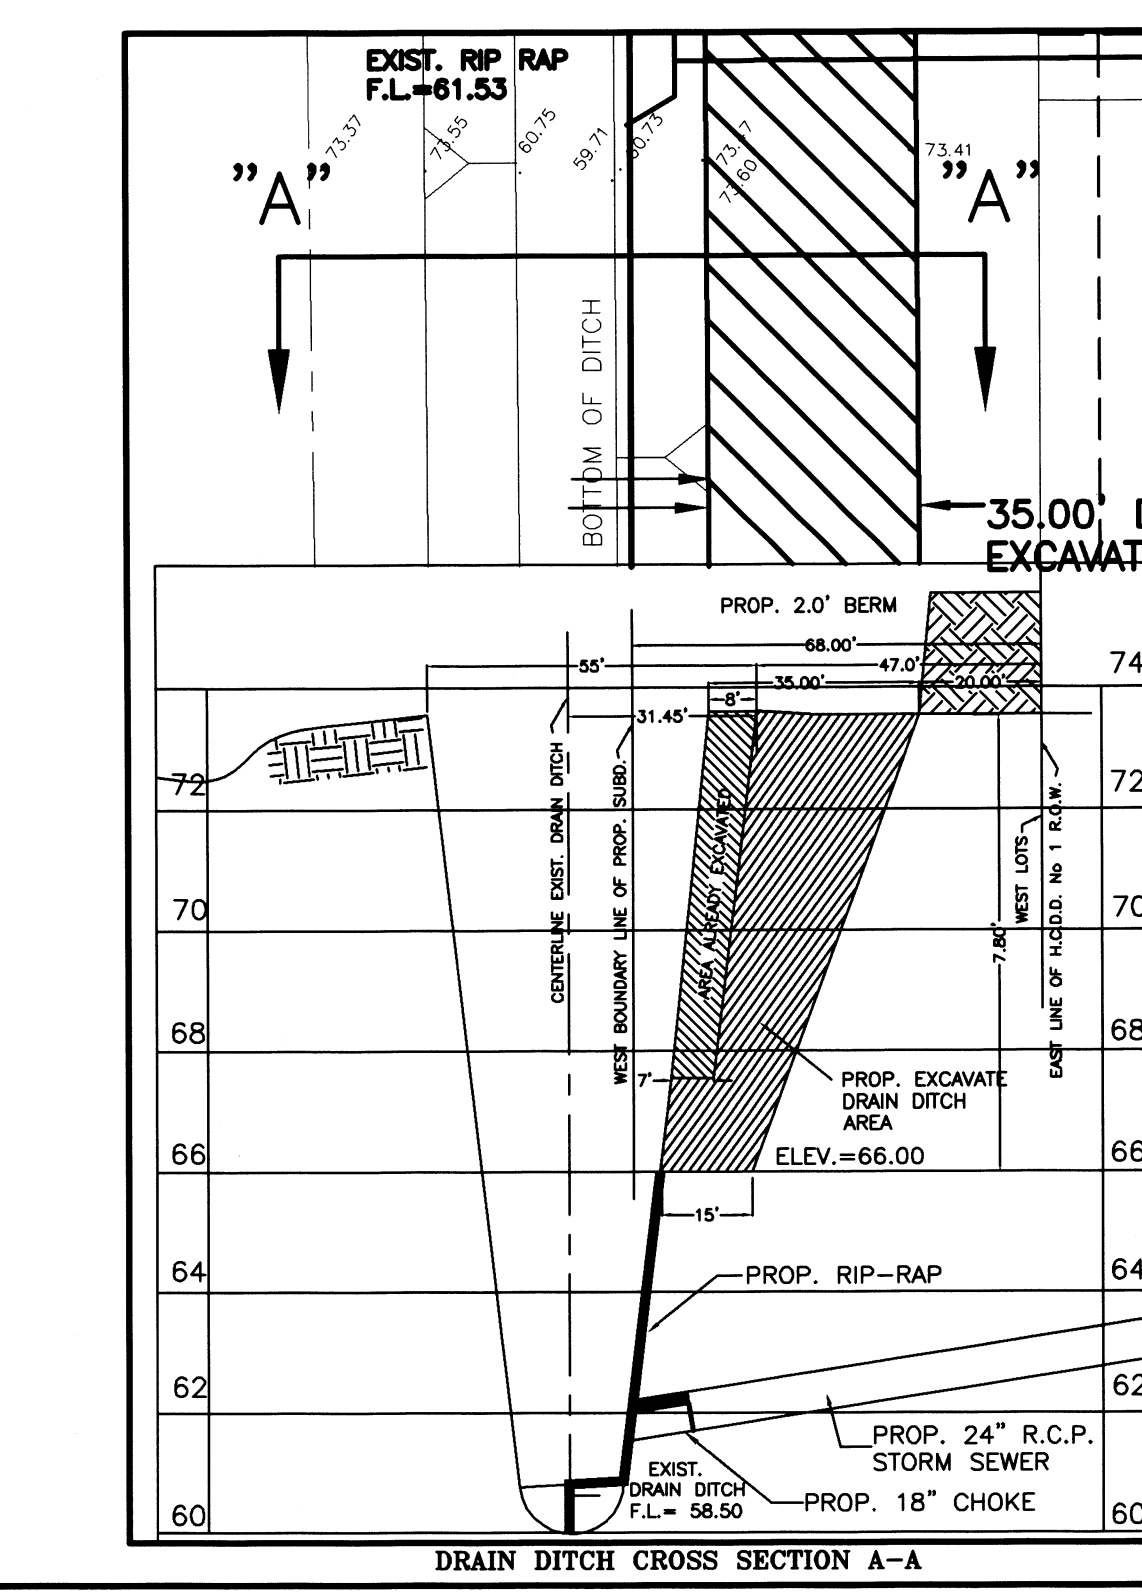 EXIST. RIP RAP
F.L.=61.53
73.37
73.55
60.75
59.71
60.73
73.47
73.60
73.41
"A"
"A"
BOTTOM OF DITCH
35.00'
EXCAVAT
PROP. 2.0' BERM
68.00'
55'
47.0'
35.00'
20.00'
8'
31.45'
74
72
72
70
70
68
68
66
66
64
64
62
62
60
60
CENTERLINE EXIST. DRAIN DITCH
WEST BOUNDARY LINE OF PROP. SUBD.
AREA ALREADY EXCAVATED
7.80'
WEST LOTS
EAST LINE OF H.C.D.D. No 1 R.O.W.
7'
PROP. EXCAVATE
DRAIN DITCH
AREA
ELEV.=66.00
15'
PROP. RIP-RAP
PROP. 24" R.C.P.
STORM SEWER
EXIST.
DRAIN DITCH
F.L.= 58.50
PROP. 18" CHOKE
DRAIN DITCH CROSS SECTION A-A